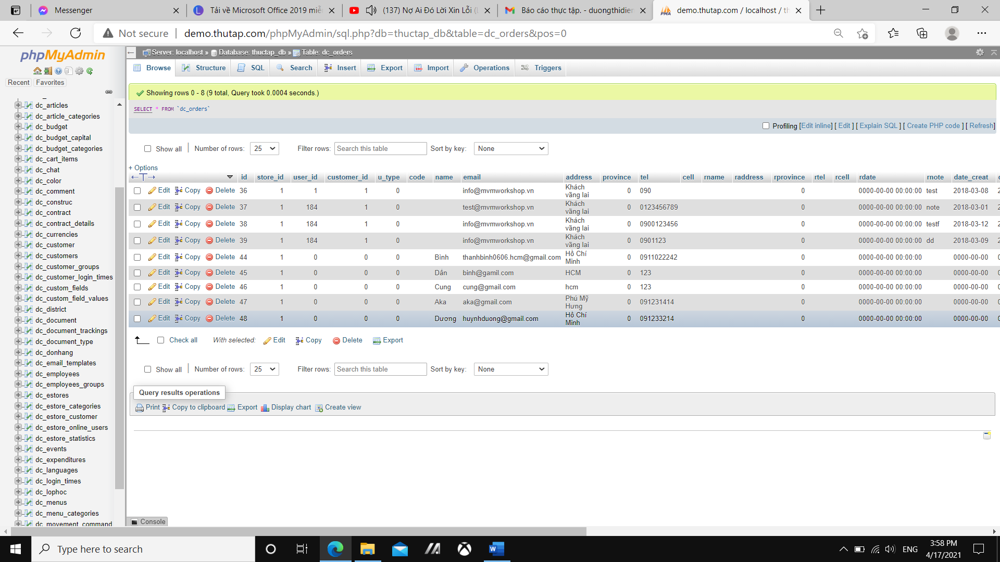 Messenger
Tải về Microsoft Office 2019 miễ
(137) Nợ Ai Đó Lời Xin Lỗi (
Báo cáo thực tập. - duongthidier
demo.thutap.com / localhost / th
Not secure | demo.thutap.com/phpMyAdmin/sql.php?db=thuctap_db&table=dc_orders&pos=0
phpMyAdmin
Recent Favorites
dc_articles
dc_article_categories
dc_budget
dc_budget_capital
dc_budget_categories
dc_cart_items
dc_chat
dc_color
dc_comment
dc_construc
dc_contract
dc_contract_details
dc_currencies
dc_customer
dc_customers
dc_customer_groups
dc_customer_login_times
dc_custom_fields
dc_custom_field_values
dc_district
dc_document
dc_document_trackings
dc_document_type
dc_donhang
dc_email_templates
dc_employees
dc_employees_groups
dc_estores
dc_estore_categories
dc_estore_customer
dc_estore_online_users
dc_estore_statistics
dc_events
dc_expenditures
dc_languages
dc_login_times
dc_lophoc
dc_menus
dc_menu_categories
dc_movement_command
Server: localhost » Database: thuctap_db » Table: dc_orders
Browse Structure SQL Search Insert Export Import Operations Triggers
Showing rows 0 - 8 (9 total, Query took 0.0004 seconds.)
SELECT * FROM `dc_orders`
Profiling [Edit inline] [ Edit ] [ Explain SQL ] [ Create PHP code ] [ Refresh]
Show all | Number of rows: 25 Filter rows: Search this table Sort by key: None
+ Options
id store_id user_id customer_id u_type code name email address province tel cell rname raddress rprovince rtel rcell rdate rnote date_creat
Edit Copy Delete 36 1 1 1 0 info@mvmworkshop.vn Khách vãng lai 0 090 0 0000-00-00 00:00:00 test 2018-03-08 2
Edit Copy Delete 37 1 184 1 0 test@mvmworkshop.vn Khách vãng lai 0 0123456789 0 0000-00-00 00:00:00 note 2018-03-01 2
Edit Copy Delete 38 1 184 1 0 info@mvmworkshop.vn Khách vãng lai 0 0900123456 0 0000-00-00 00:00:00 testf 2018-03-12 2
Edit Copy Delete 39 1 184 1 0 info@mvmworkshop.vn Khách vãng lai 0 0901123 0 0000-00-00 00:00:00 dd 2018-03-09 2
Edit Copy Delete 44 1 0 0 0 Bình thanhbinh0606.hcm@gmail.com Hồ Chí Minh 0 0911022242 0 0000-00-00 00:00:00 0000-00-00 0
Edit Copy Delete 45 1 0 0 0 Dần binh@gamil.com HCM 0 123 0 0000-00-00 00:00:00 0000-00-00 0
Edit Copy Delete 46 1 0 0 0 Cung cung@gmail.com hcm 0 123 0 0000-00-00 00:00:00 0000-00-00 0
Edit Copy Delete 47 1 0 0 0 Aka aka@gmail.com Phú Mỹ Hưng 0 091231414 0 0000-00-00 00:00:00 0000-00-00 0
Edit Copy Delete 48 1 0 0 0 Dương huynhduong@gmail.com Hồ Chí Minh 0 091233214 0 0000-00-00 00:00:00 0000-00-00 0
Check all With selected: Edit Copy Delete Export
Show all | Number of rows: 25 Filter rows: Search this table Sort by key: None
Query results operations
Print Copy to clipboard Export Display chart Create view
Console
Type here to search
ENG
3:58 PM
4/17/2021